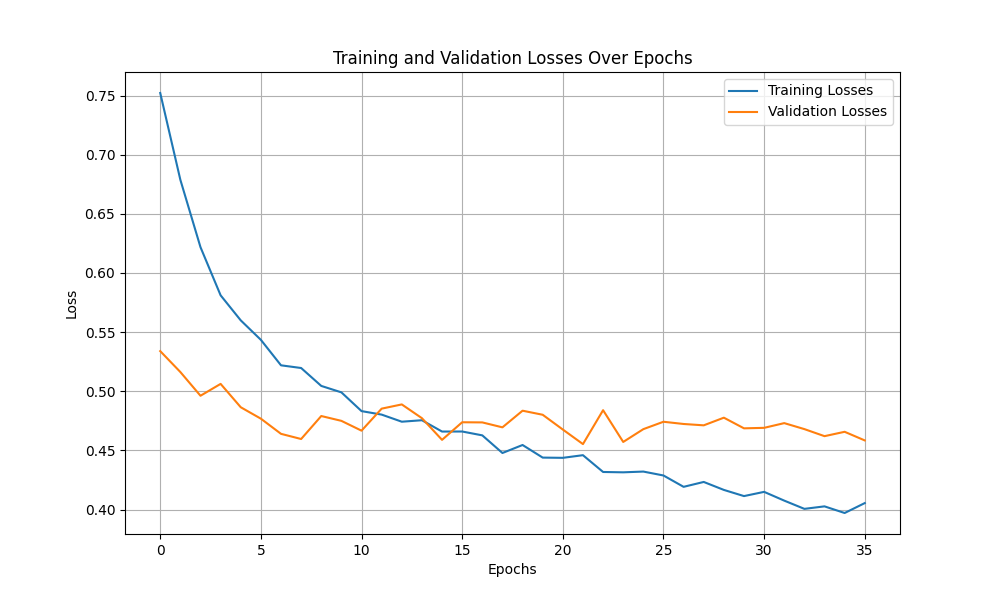 Training and Validation Losses Over Epochs
Training Losses
Validation Losses
0.75
0.70
0.65
0.60
0.55
0.50
0.45
0.40
Loss
0 5 10 15 20 25 30 35
Epochs